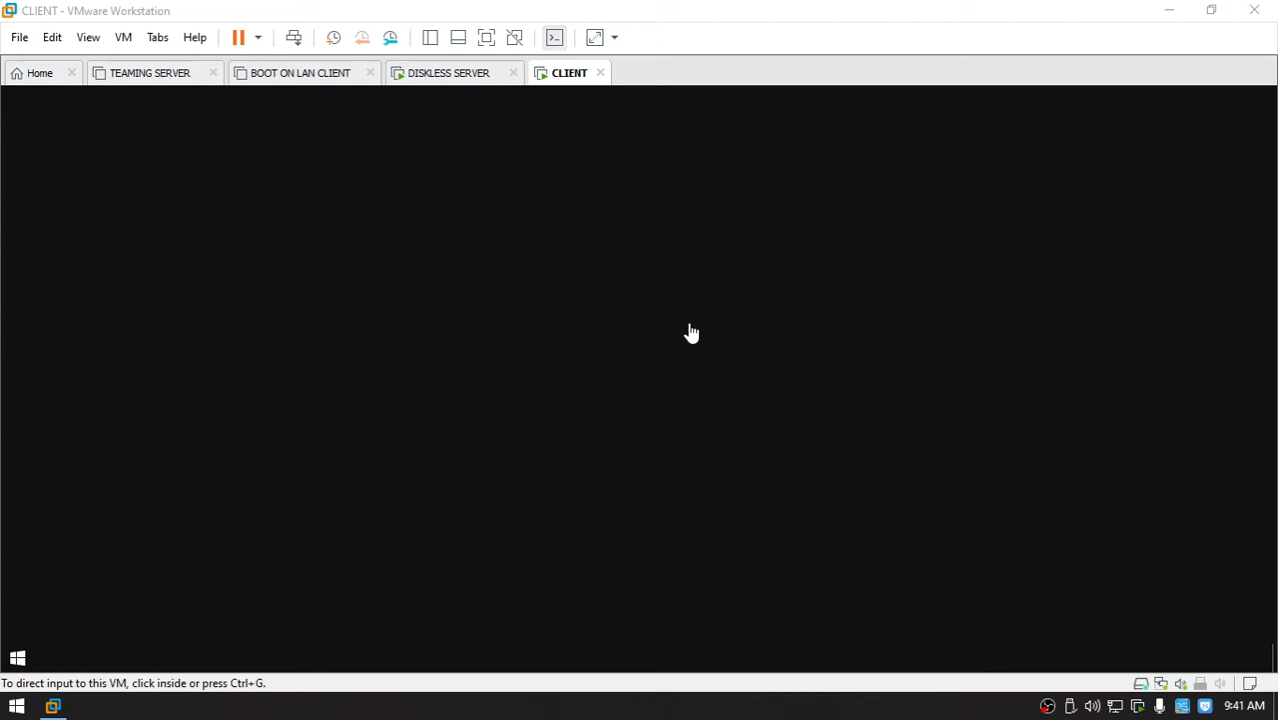 CLIENT - VMware Workstation
File Edit View VM Tabs Help
Home TEAMING SERVER BOOT ON LAN CLIENT DISKLESS SERVER CLIENT
To direct input to this VM, click inside or press Ctrl+G.
9:41 AM